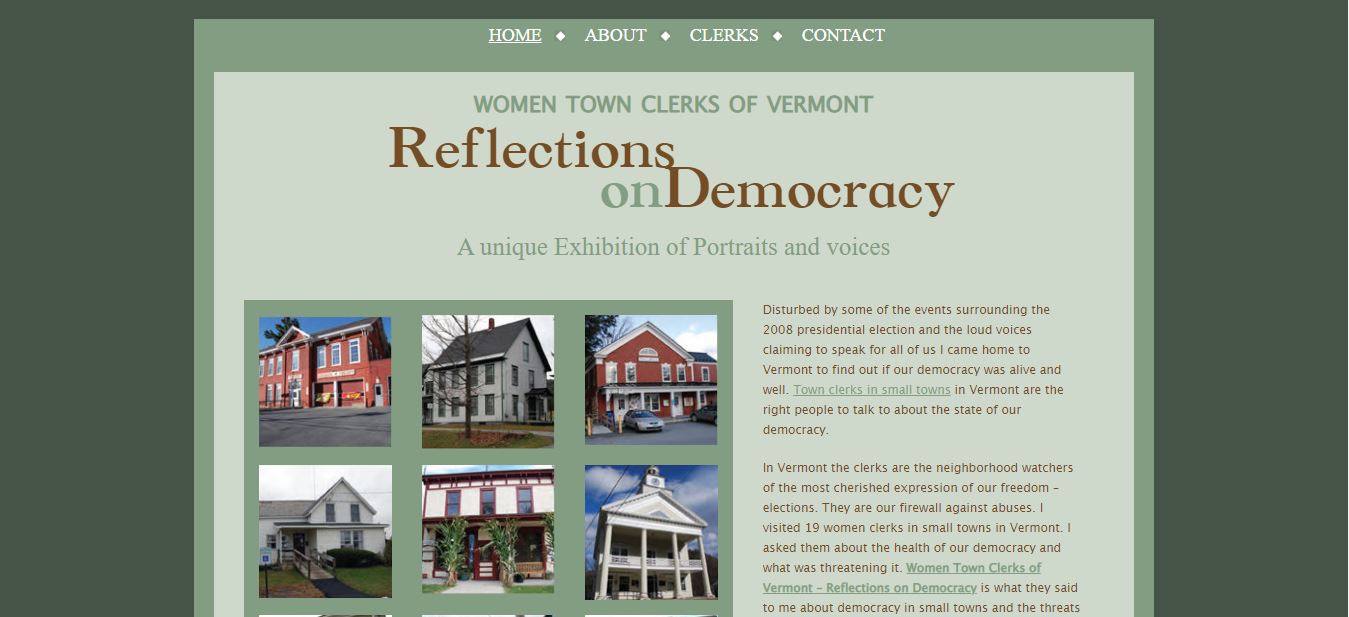 HOME ◆ ABOUT ◆ CLERKS ◆ CONTACT
WOMEN TOWN CLERKS OF VERMONT
Reflections
onDemocracy
A unique Exhibition of Portraits and voices
Disturbed by some of the events surrounding the
2008 presidential election and the loud voices
claiming to speak for all of us I came home to
Vermont to find out if our democracy was alive and
well. Town clerks in small towns in Vermont are the
right people to talk to about the state of our
democracy.
In Vermont the clerks are the neighborhood watchers
of the most cherished expression of our freedom –
elections. They are our firewall against abuses. I
visited 19 women clerks in small towns in Vermont. I
asked them about the health of our democracy and
what was threatening it. Women Town Clerks of
Vermont – Reflections on Democracy is what they said
to me about democracy in small towns and the threats